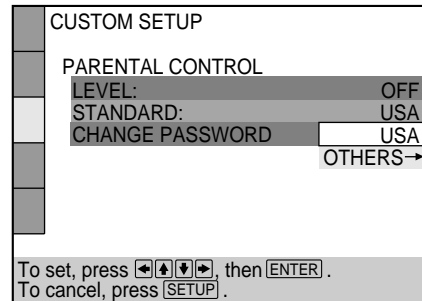 CUSTOM SETUP
PARENTAL CONTROL
LEVEL: OFF
STANDARD: USA
CHANGE PASSWORD USA
OTHERS→
To set, press ←↑↓→, then ENTER .
To cancel, press SETUP .